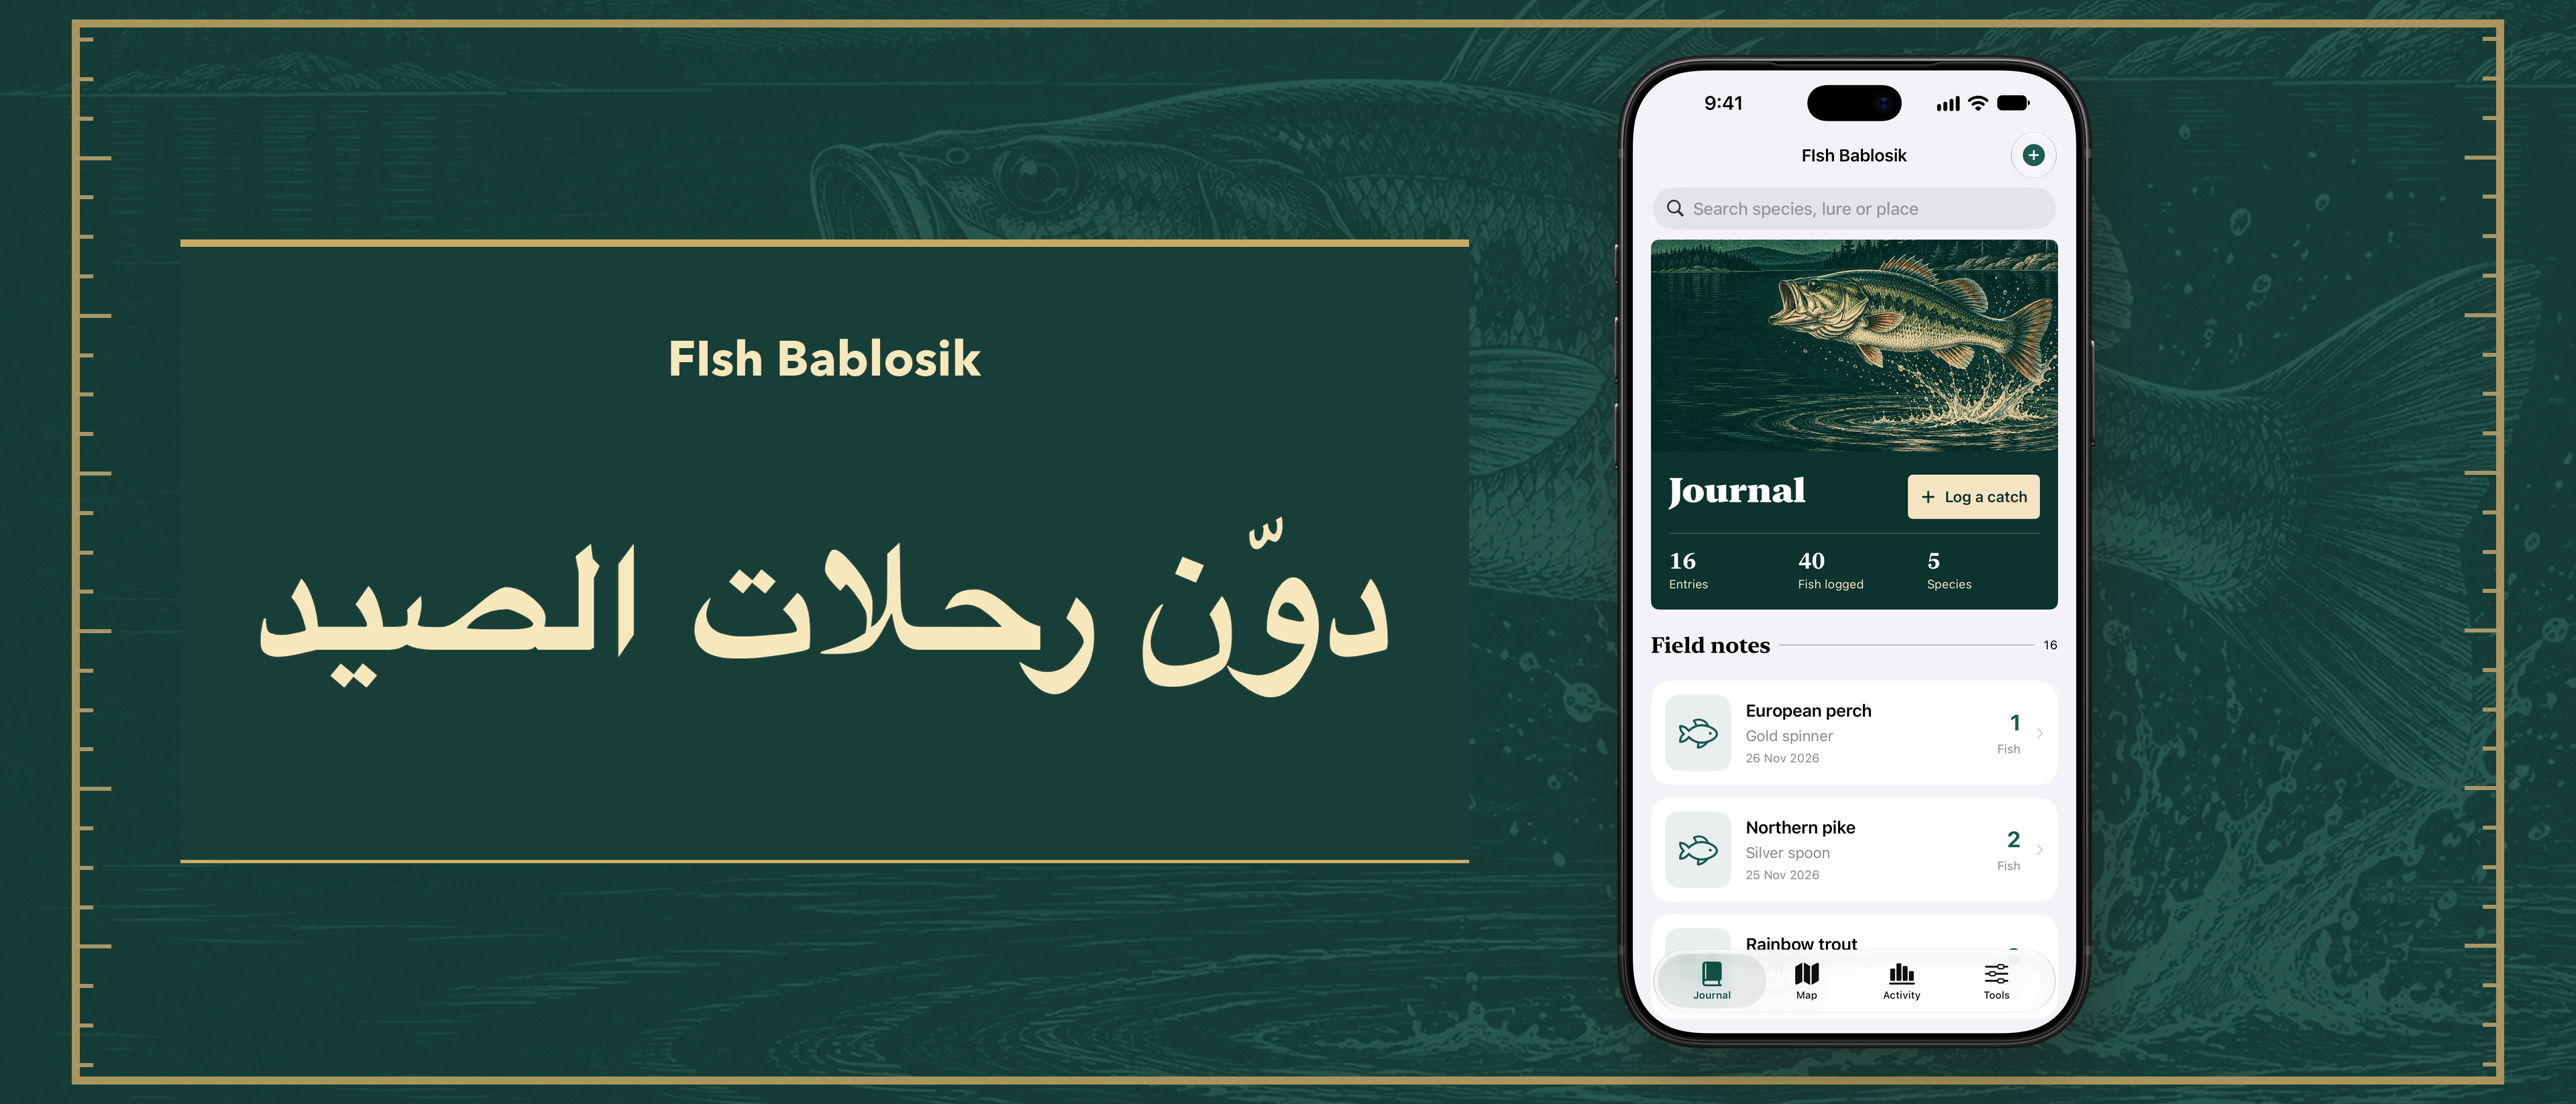 FIsh Bablosik
دوّن رحلات الصيد
9:41
FIsh Bablosik
Search species, lure or place
Journal
+ Log a catch
16 40 5
Entries Fish logged Species
Field notes 16
European perch
Gold spinner
26 Nov 2026
1
Fish
Northern pike
Silver spoon
25 Nov 2026
2
Fish
Rainbow trout
Journal Map Activity Tools